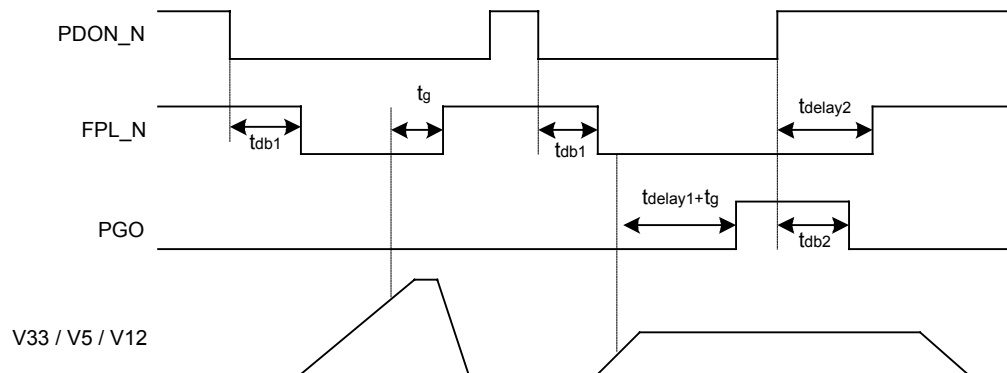 PDON_N
tg
tdelay2
FPL_N
tdb1
tdb1
tdelay1+tg
PGO
tdb2
V33 / V5 / V12